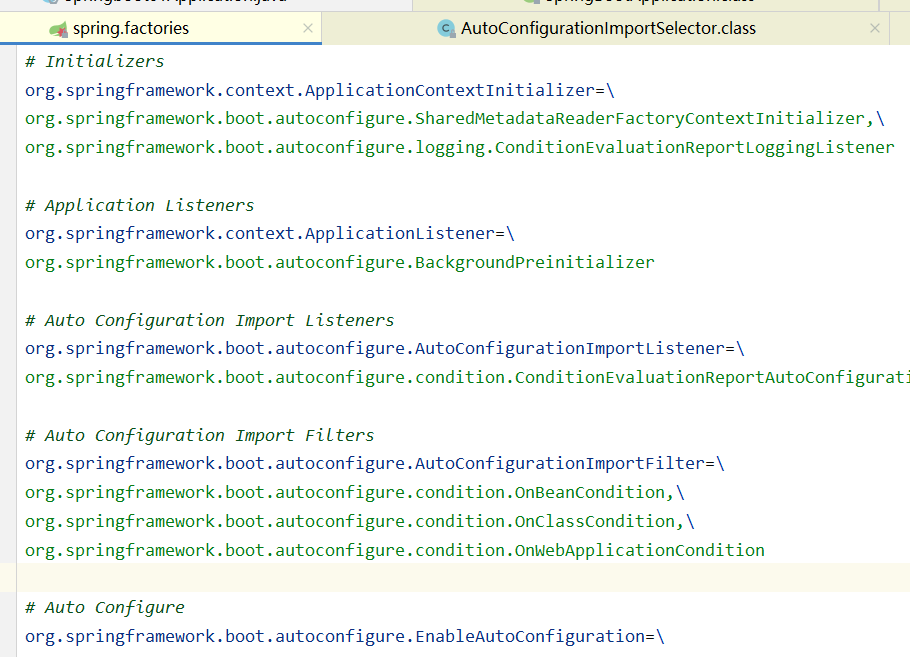 spring.factories
AutoConfigurationImportSelector.class
# Initializers
org.springframework.context.ApplicationContextInitializer=\
org.springframework.boot.autoconfigure.SharedMetadataReaderFactoryContextInitializer,\
org.springframework.boot.autoconfigure.logging.ConditionEvaluationReportLoggingListener
# Application Listeners
org.springframework.context.ApplicationListener=\
org.springframework.boot.autoconfigure.BackgroundPreinitializer
# Auto Configuration Import Listeners
org.springframework.boot.autoconfigure.AutoConfigurationImportListener=\
org.springframework.boot.autoconfigure.condition.ConditionEvaluationReportAutoConfigurati
# Auto Configuration Import Filters
org.springframework.boot.autoconfigure.AutoConfigurationImportFilter=\
org.springframework.boot.autoconfigure.condition.OnBeanCondition,\
org.springframework.boot.autoconfigure.condition.OnClassCondition,\
org.springframework.boot.autoconfigure.condition.OnWebApplicationCondition
# Auto Configure
org.springframework.boot.autoconfigure.EnableAutoConfiguration=\